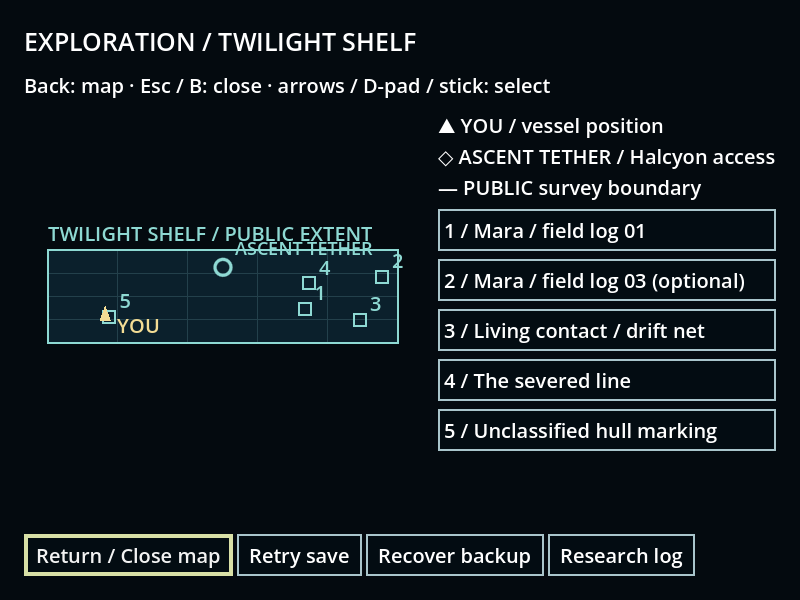 EXPLORATION / TWILIGHT SHELF
Back: map · Esc / B: close · arrows / D-pad / stick: select
▲ YOU / vessel position
◇ ASCENT TETHER / Halcyon access
— PUBLIC survey boundary
TWILIGHT SHELF / PUBLIC EXTENT
ASCENT TETHER
2
4
1
3
5
YOU
1 / Mara / field log 01
2 / Mara / field log 03 (optional)
3 / Living contact / drift net
4 / The severed line
5 / Unclassified hull marking
Return / Close map
Retry save
Recover backup
Research log